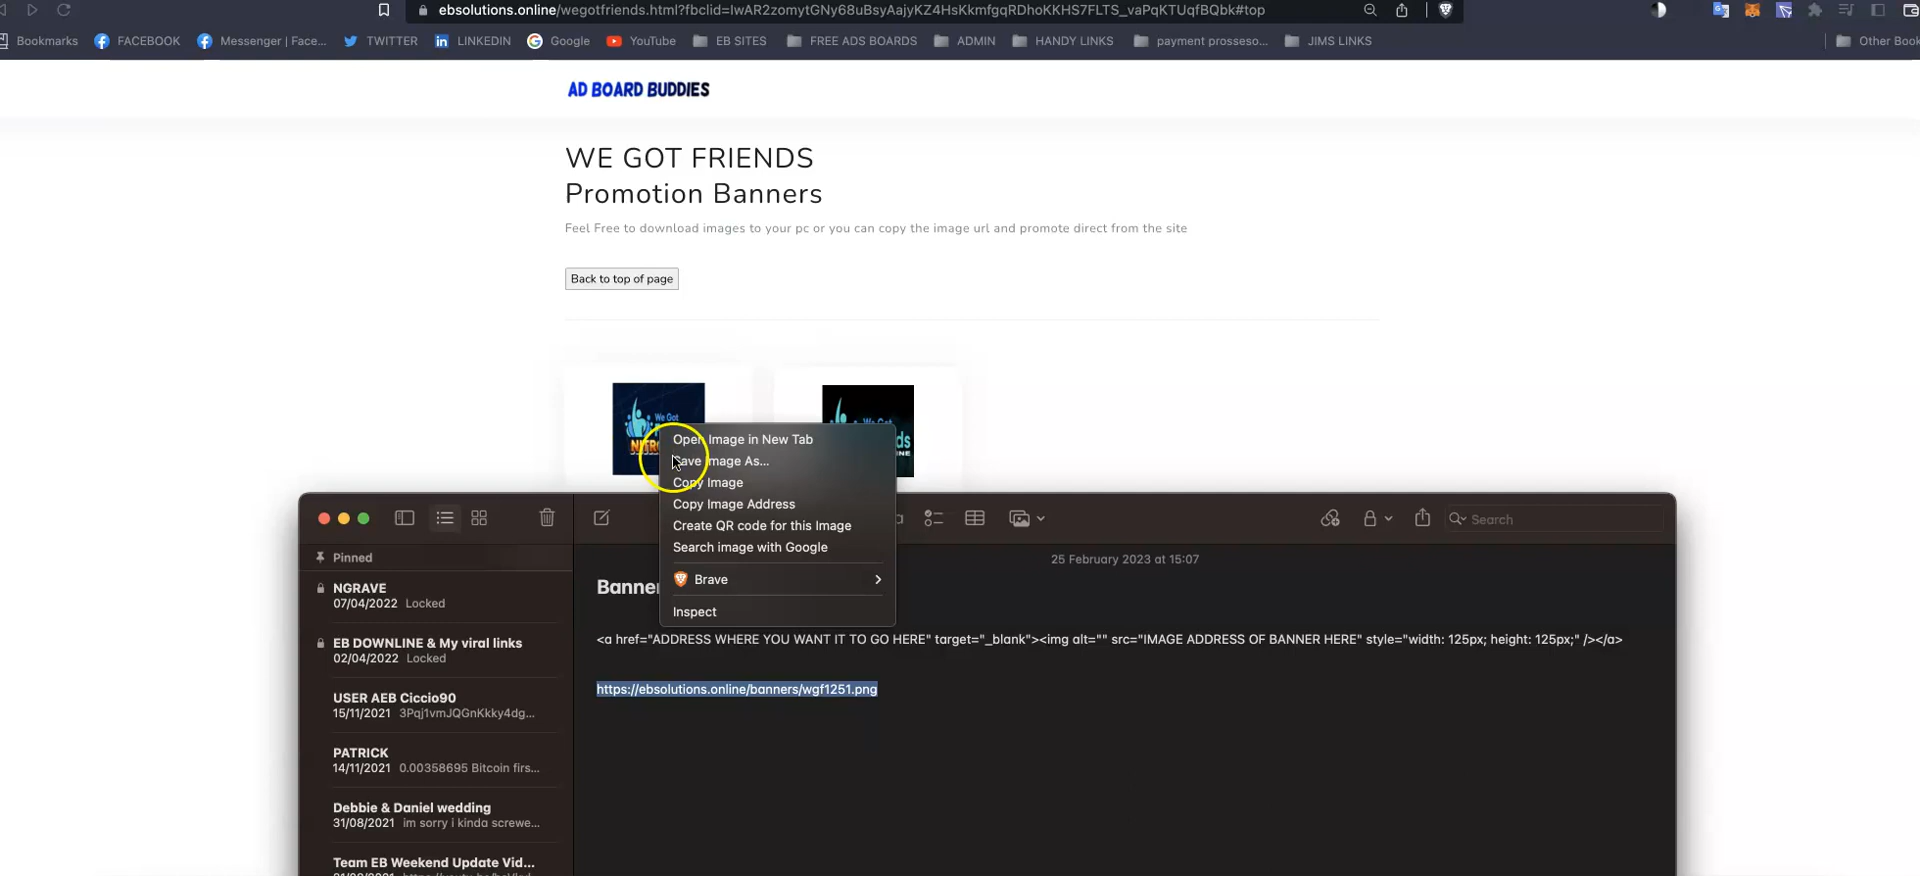 ebsolutions.online/wegotfriends.html?fbclid=IwAR2zomytGNy68uBsyAajyKZ4HsKkmfgqRDhoKKHS7FLTS_vaPqKTUqfBQbk#top
Bookmarks FACEBOOK Messenger | Face... TWITTER LINKEDIN Google YouTube EB SITES FREE ADS BOARDS ADMIN HANDY LINKS payment prosseso... JIMS LINKS Other Book
AD BOARD BUDDIES
WE GOT FRIENDS
Promotion Banners
Feel Free to download images to your pc or you can copy the image url and promote direct from the site
Back to top of page
We Got
Open Image in New Tab
Save Image As...
Copy Image
Copy Image Address
Create QR code for this Image
Search image with Google
Brave
Inspect
Search
Pinned
25 February 2023 at 15:07
NGRAVE
07/04/2022 Locked
EB DOWNLINE & My viral links
02/04/2022 Locked
USER AEB Ciccio90
15/11/2021 3Pqj1vmJQGnKkky4dg...
PATRICK
14/11/2021 0.00358695 Bitcoin firs...
Debbie & Daniel wedding
31/08/2021 im sorry i kinda screwe...
Team EB Weekend Update Vid...
Banner
<a href="ADDRESS WHERE YOU WANT IT TO GO HERE" target="_blank"><img alt="" src="IMAGE ADDRESS OF BANNER HERE" style="width: 125px; height: 125px;" /></a>
https://ebsolutions.online/banners/wgf1251.png